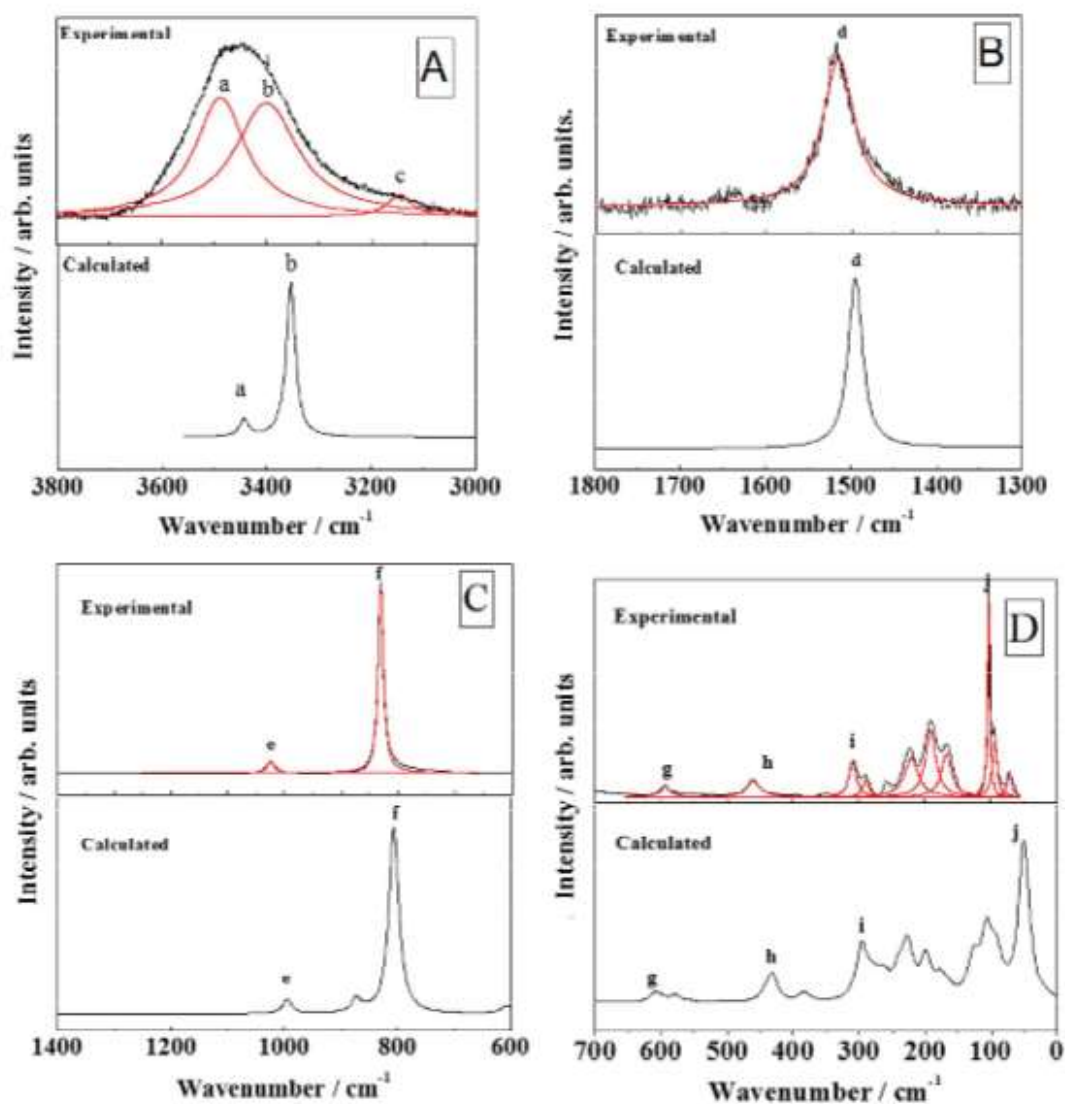 Experimental
A
a
b
c
Calculated
b
a
Intensity / arb. units
3800 3600 3400 3200 3000
Wavenumber / cm-1
Experimental
d
B
Calculated
d
Intensity / arb. units.
1800 1700 1600 1500 1400 1300
Wavenumber / cm-1
Experimental
f
C
e
Calculated
f
e
Intensity / arb. units
1400 1200 1000 800 600
Wavenumber / cm-1
Experimental
j
D
g
h
i
Calculated
j
i
h
g
Intensity / arb. units
700 600 500 400 300 200 100 0
Wavenumber / cm-1